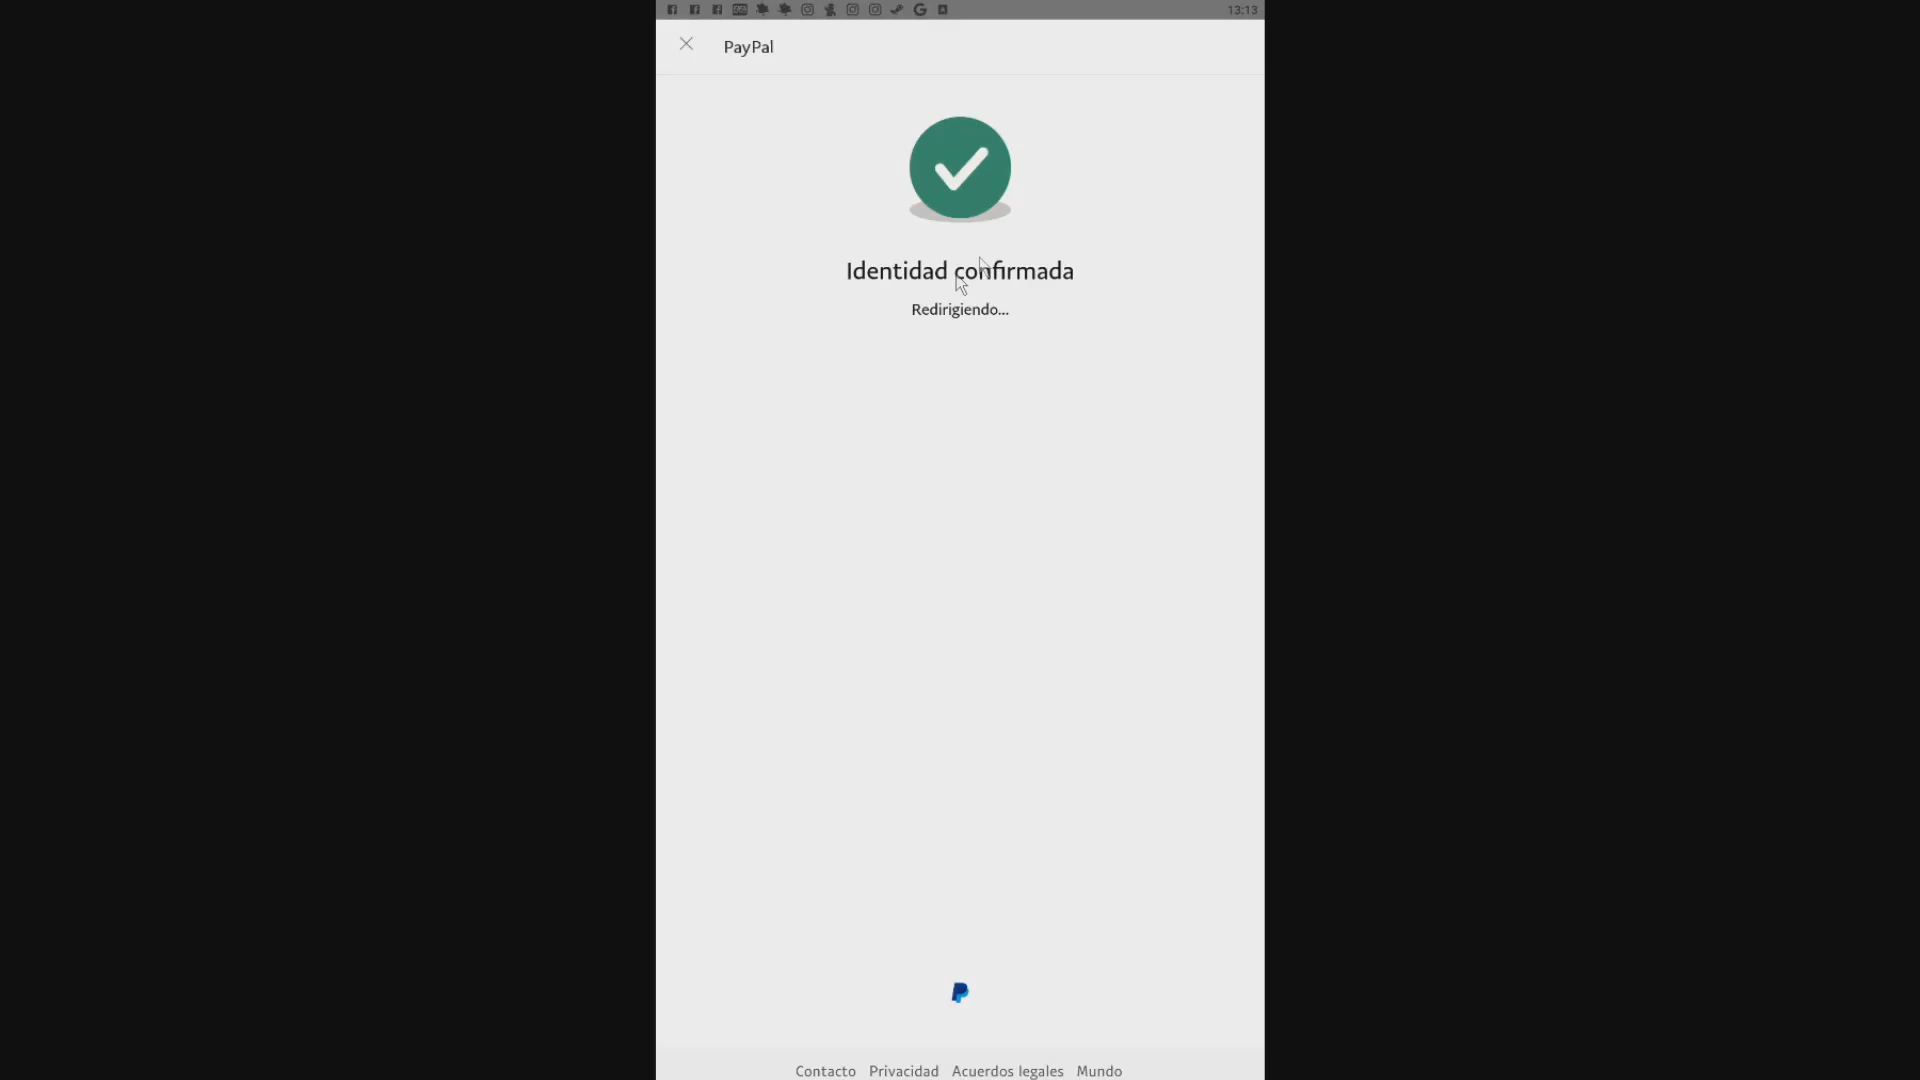 13:13
PayPal
Identidad confirmada
Redirigiendo...
Contacto Privacidad Acuerdos legales Mundo